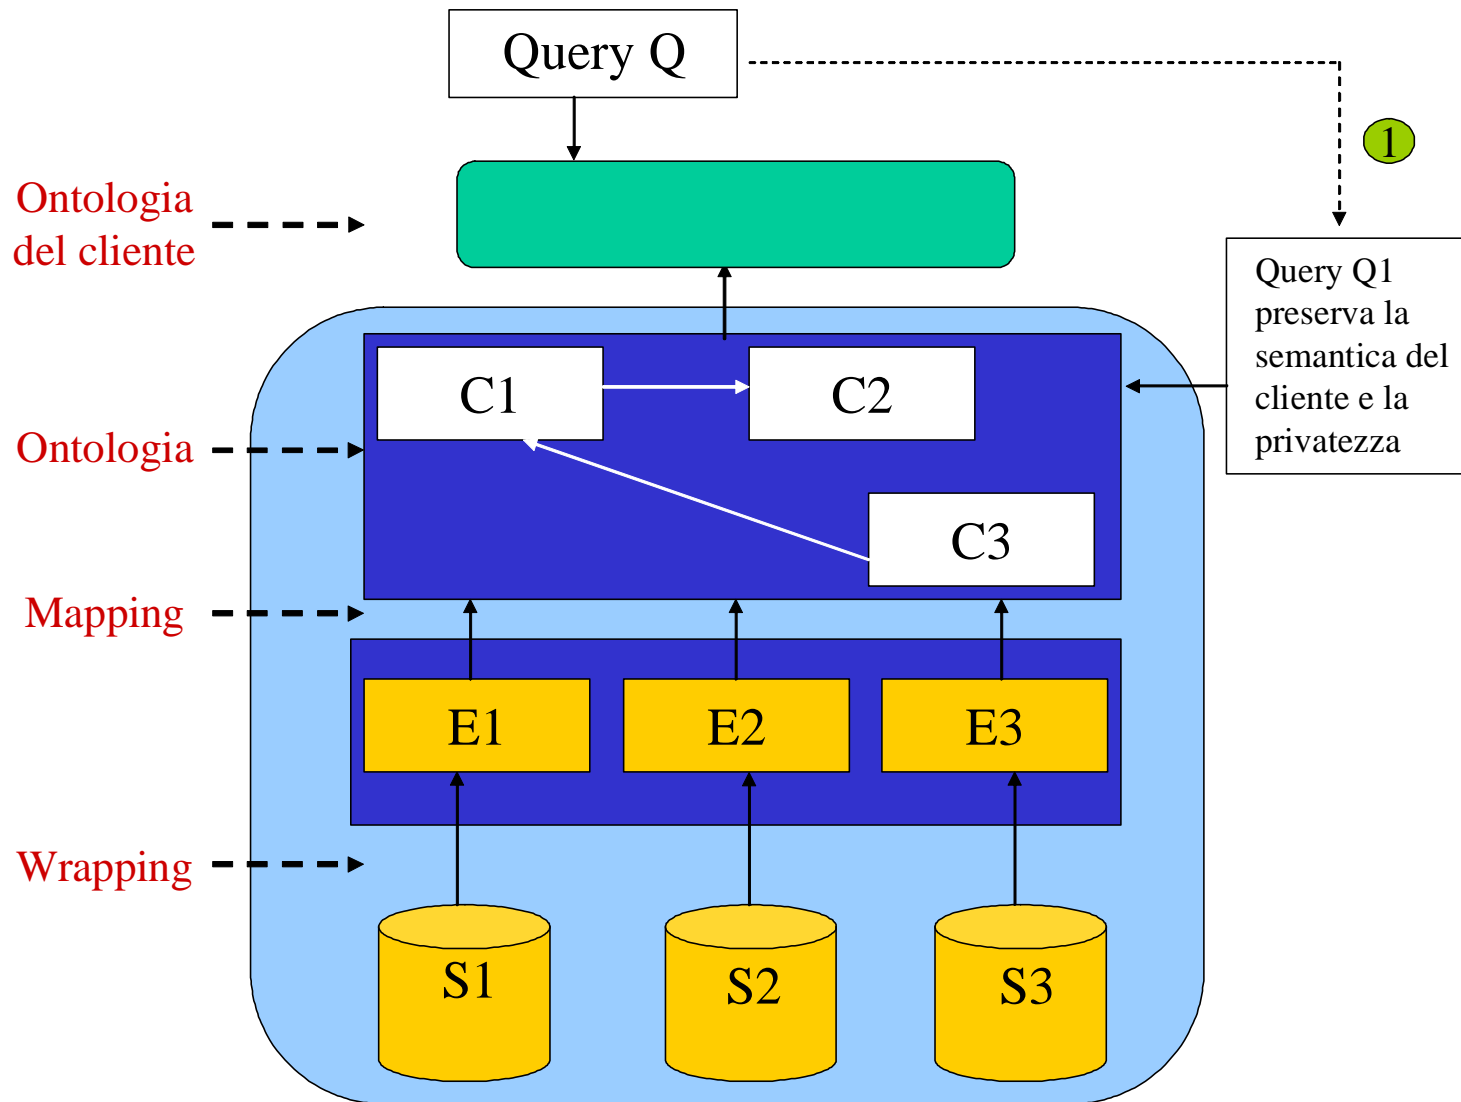 Query Q
1
Ontologia
del cliente
Query Q1
preserva la
semantica del
cliente e la
privatezza
C1
C2
Ontologia
C3
Mapping
E1
E2
E3
Wrapping
S1
S2
S3